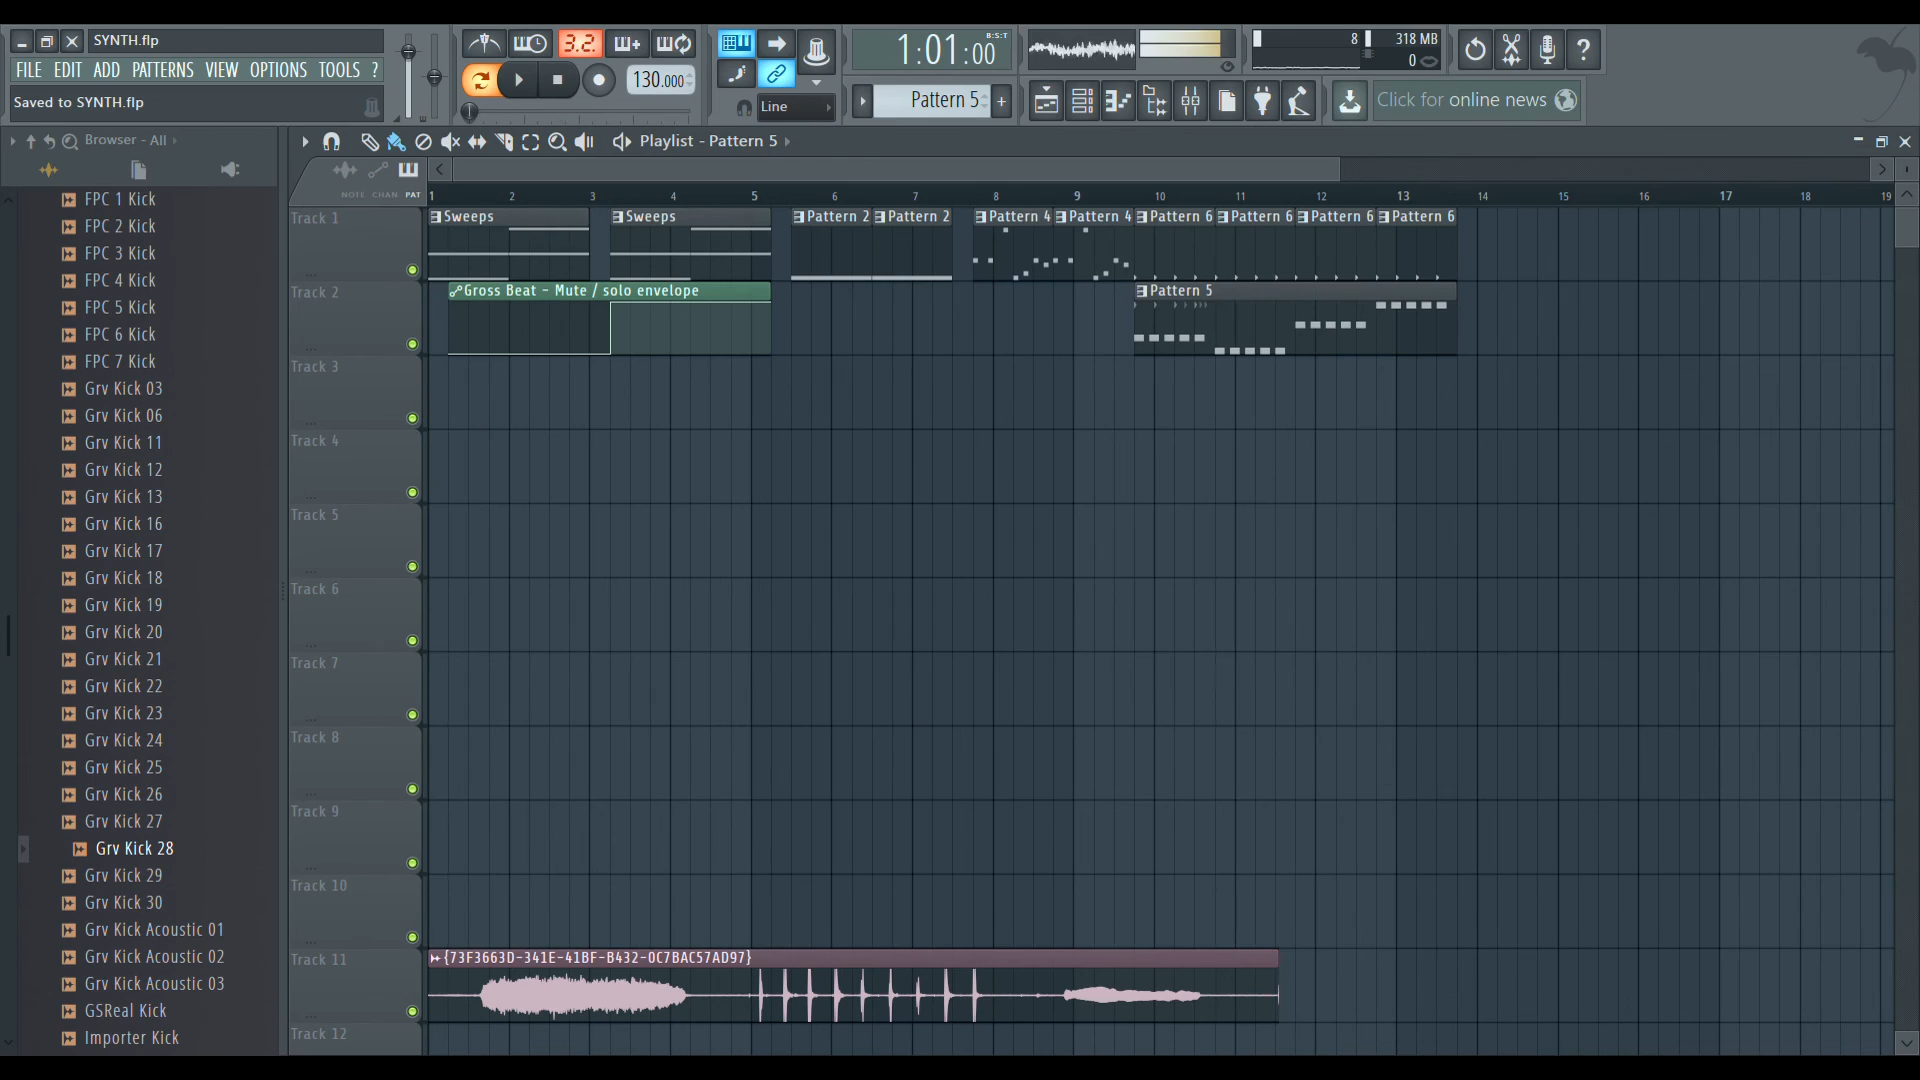 SYNTH.flp
FILE EDIT ADD PATTERNS VIEW OPTIONS TOOLS ?
Saved to SYNTH.flp
3.2.
130.000
Line
1:01:00
B:S:T
Pattern 5
+
8
318 MB
0
?
Click for online news
Browser - All
Playlist - Pattern 5
NOTE CHAN PAT
1 2 3 4 5 6 7 8 9 10 11 12 13 14 15 16 17 18 19
FPC 1 Kick
FPC 2 Kick
FPC 3 Kick
FPC 4 Kick
FPC 5 Kick
FPC 6 Kick
FPC 7 Kick
Grv Kick 03
Grv Kick 06
Grv Kick 11
Grv Kick 12
Grv Kick 13
Grv Kick 16
Grv Kick 17
Grv Kick 18
Grv Kick 19
Grv Kick 20
Grv Kick 21
Grv Kick 22
Grv Kick 23
Grv Kick 24
Grv Kick 25
Grv Kick 26
Grv Kick 27
Grv Kick 28
Grv Kick 29
Grv Kick 30
Grv Kick Acoustic 01
Grv Kick Acoustic 02
Grv Kick Acoustic 03
GSReal Kick
Importer Kick
Track 1
Sweeps Sweeps Pattern 2 Pattern 2 Pattern 4 Pattern 4 Pattern 6 Pattern 6 Pattern 6 Pattern 6
Track 2
Gross Beat - Mute / solo envelope
Pattern 5
Track 3
Track 4
Track 5
Track 6
Track 7
Track 8
Track 9
Track 10
Track 11
{73F3663D-341E-41BF-B432-0C7BAC57AD97}
Track 12